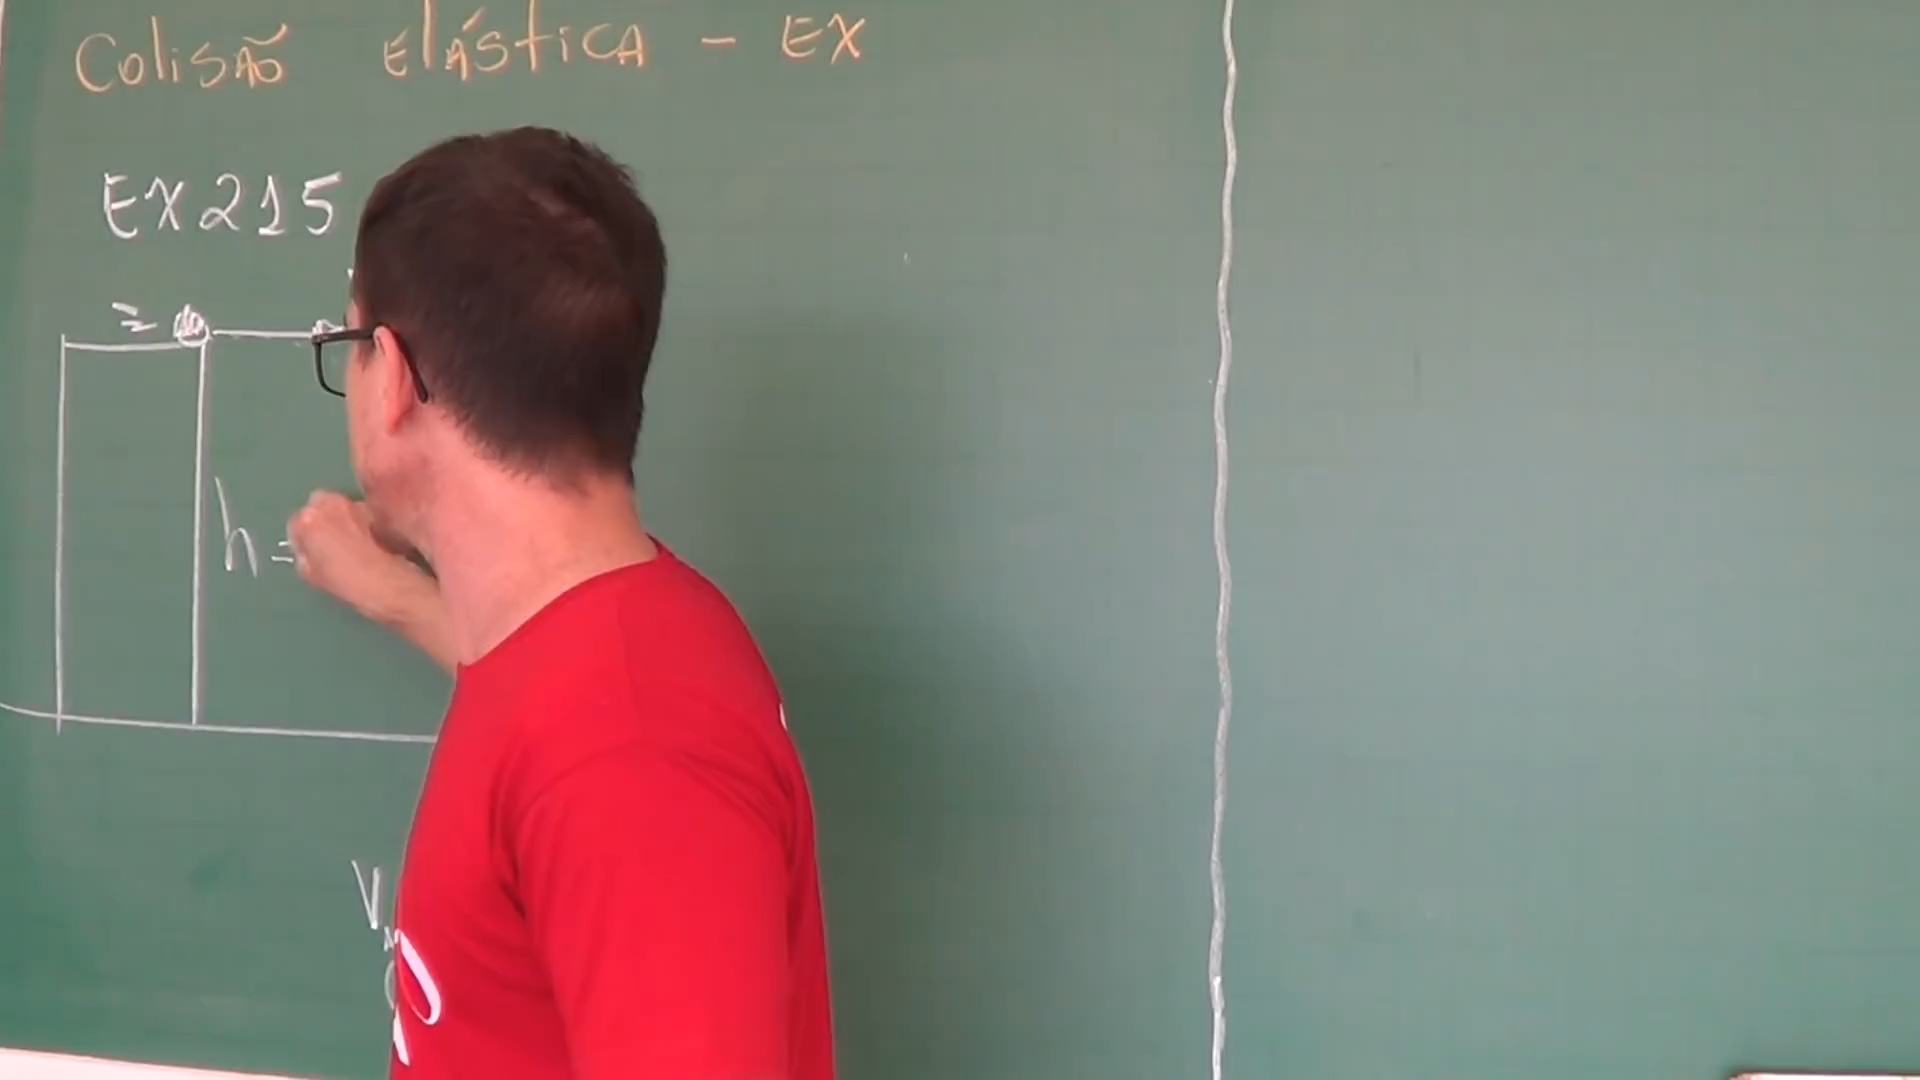 Colisão Elástica - EX
EX 215
h =
V